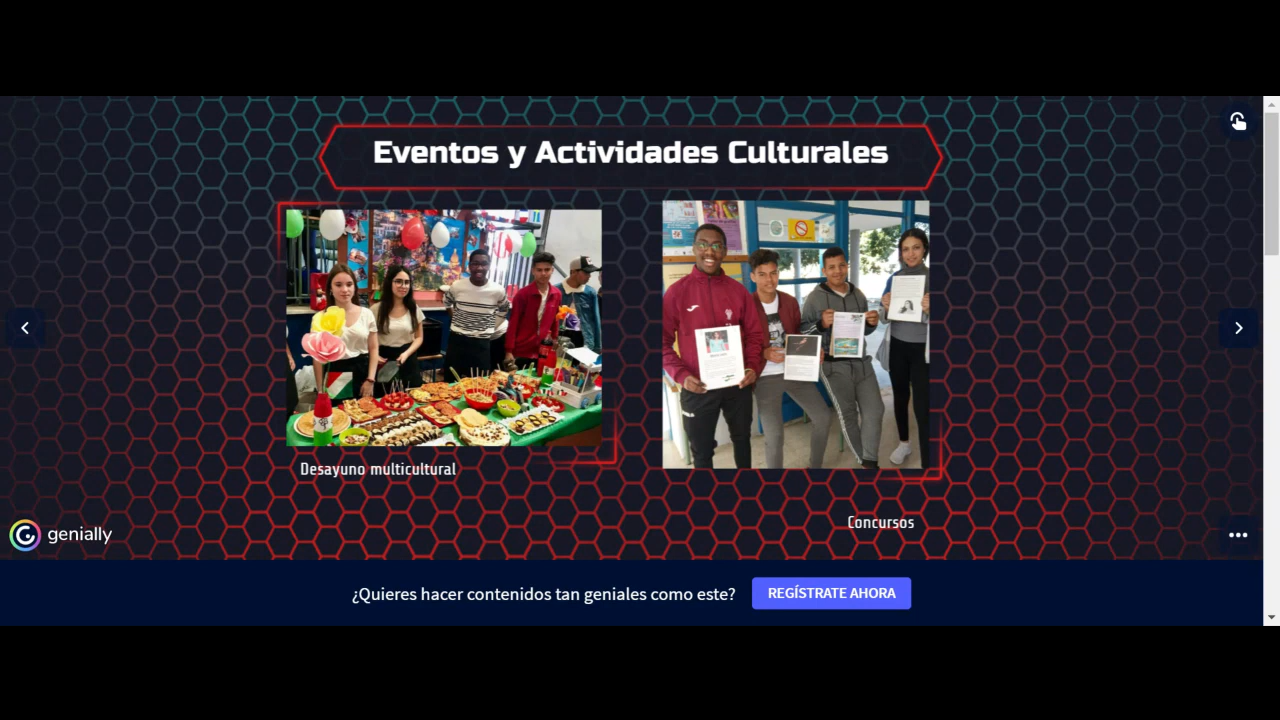 Eventos y Actividades Culturales
Desayuno multicultural
Concursos
genially
¿Quieres hacer contenidos tan geniales como este?
REGÍSTRATE AHORA